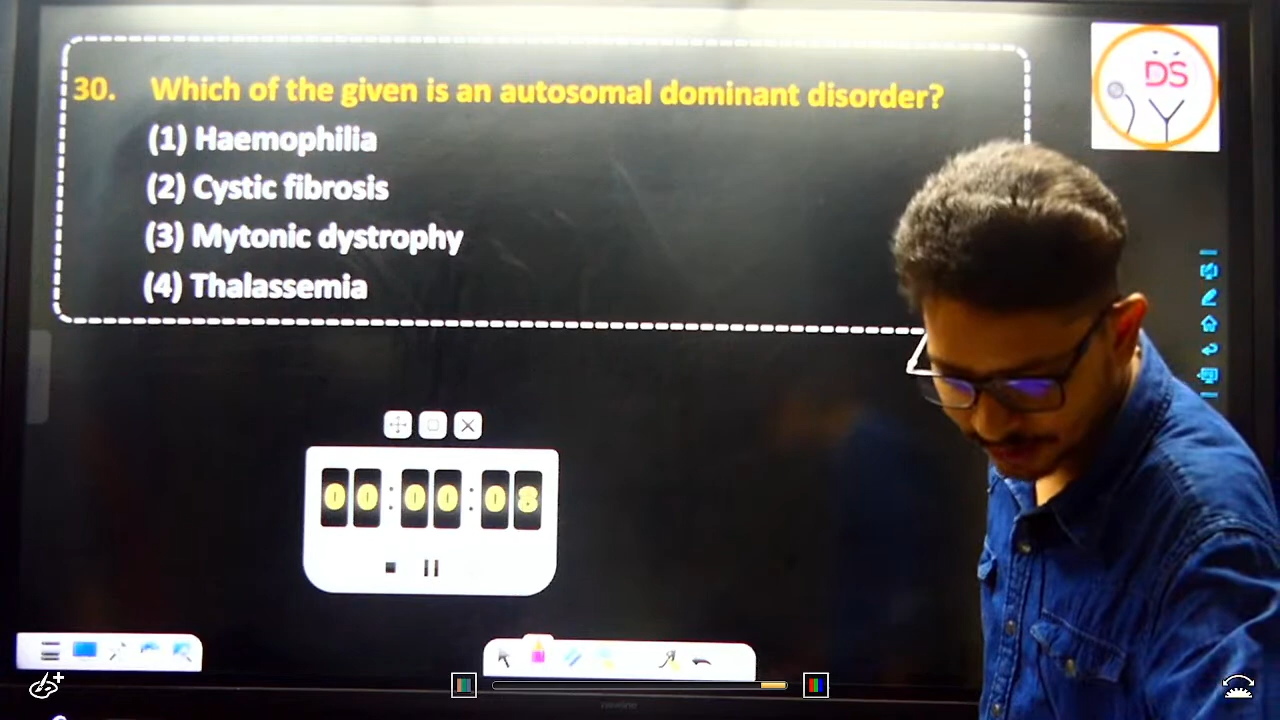 30. Which of the given is an autosomal dominant disorder?
(1) Haemophilia
(2) Cystic fibrosis
(3) Mytonic dystrophy
(4) Thalassemia
DS
00:00:08